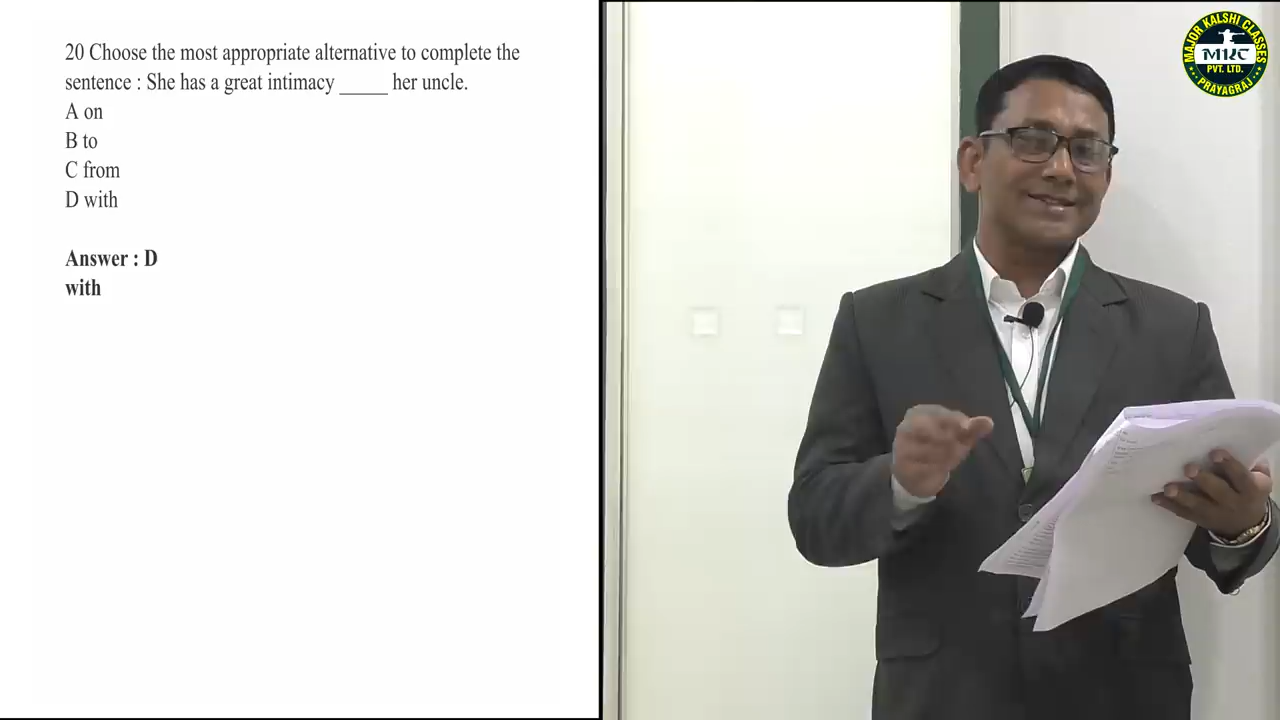 20 Choose the most appropriate alternative to complete the
sentence : She has a great intimacy _____ her uncle.
A on
B to
C from
D with
Answer : D
with
MAJOR KALSHI CLASSES
MKC
PVT. LTD.
PRAYAGRAJ